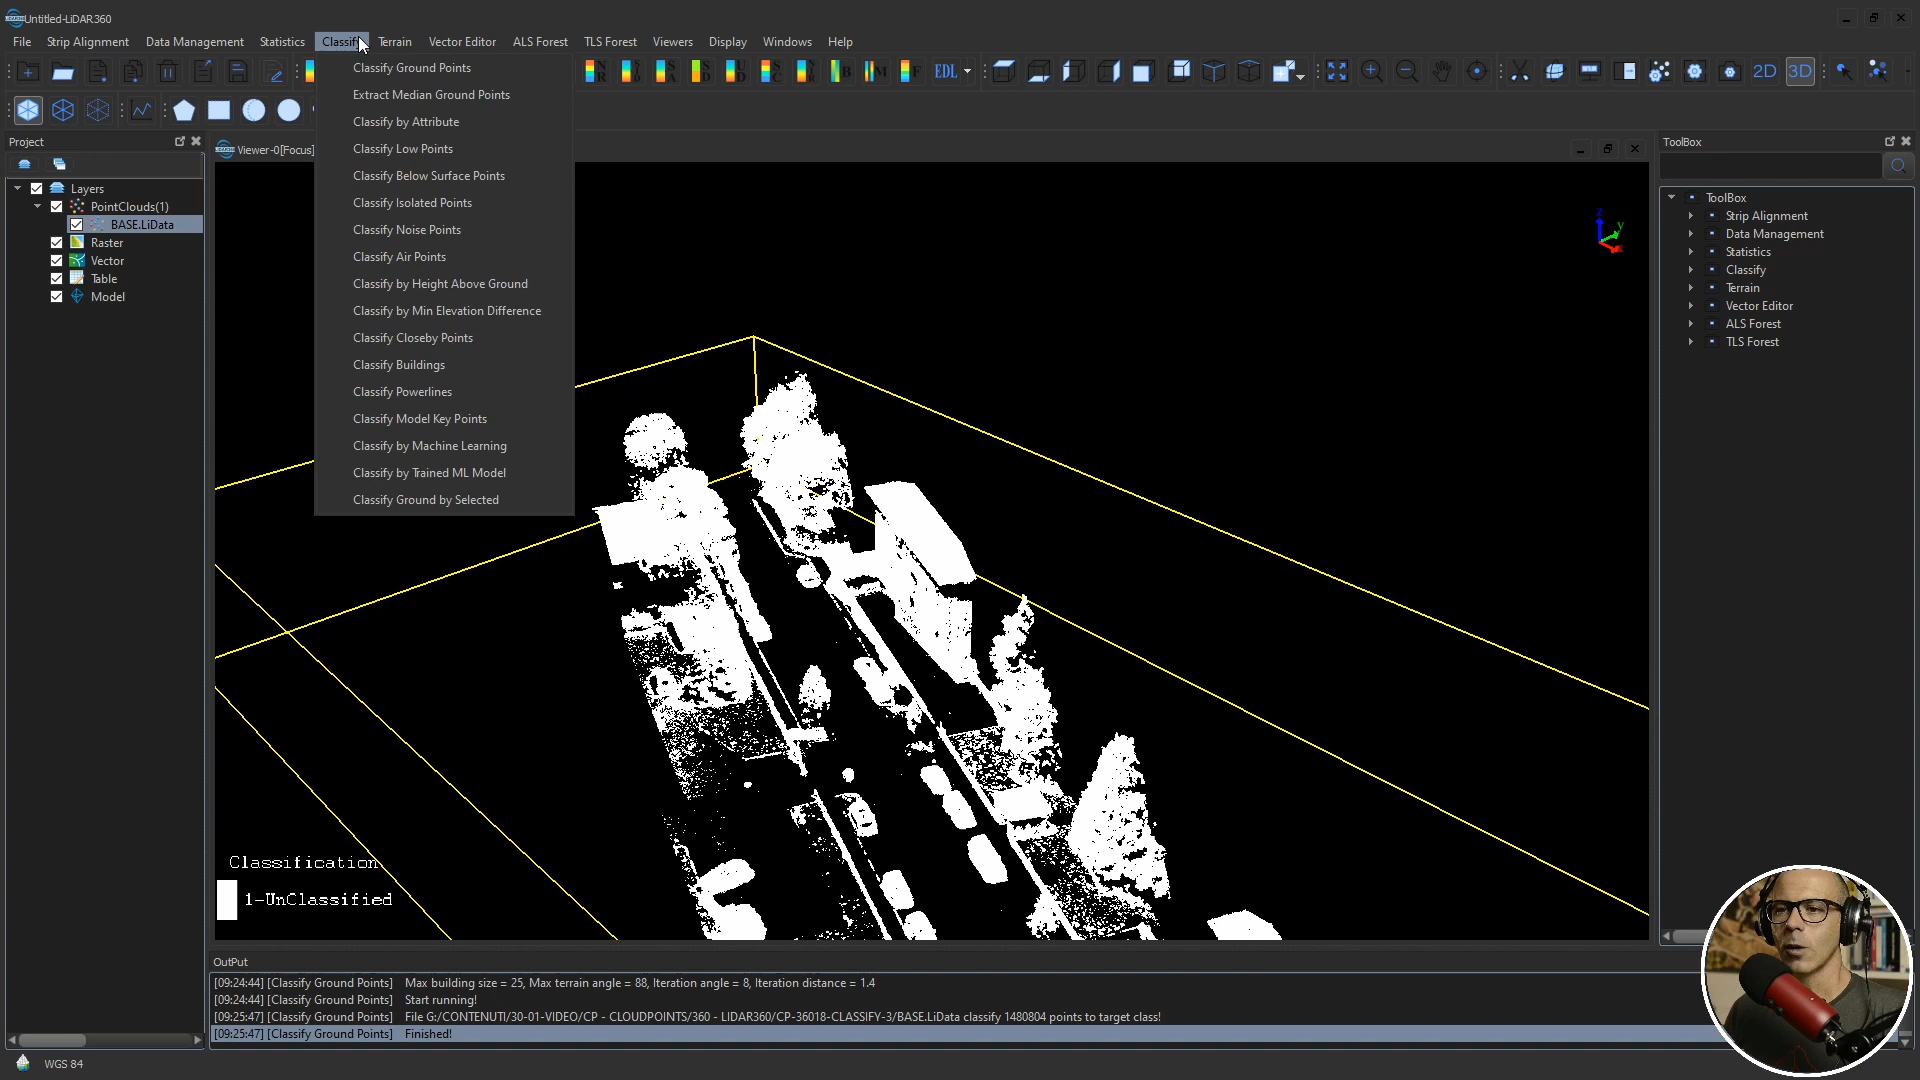 Untitled-LiDAR360
File Strip Alignment Data Management Statistics Classify Terrain Vector Editor ALS Forest TLS Forest Viewers Display Windows Help
EDL 2D 3D
Classify Ground Points
Extract Median Ground Points
Classify by Attribute
Classify Low Points
Classify Below Surface Points
Classify Isolated Points
Classify Noise Points
Classify Air Points
Classify by Height Above Ground
Classify by Min Elevation Difference
Classify Closeby Points
Classify Buildings
Classify Powerlines
Classify Model Key Points
Classify by Machine Learning
Classify by Trained ML Model
Classify Ground by Selected
Project
Layers
PointClouds(1)
BASE.LiData
Raster
Vector
Table
Model
Viewer-0[Focus]
z
y
x
Classification
1-UnClassified
ToolBox
ToolBox
Strip Alignment
Data Management
Statistics
Classify
Terrain
Vector Editor
ALS Forest
TLS Forest
OutPut
[09:24:44] [Classify Ground Points] Max building size = 25, Max terrain angle = 88, Iteration angle = 8, Iteration distance = 1.4
[09:24:44] [Classify Ground Points] Start running!
[09:25:47] [Classify Ground Points] File G:/CONTENUTI/30-01-VIDEO/CP - CLOUDPOINTS/360 - LIDAR360/CP-36018-CLASSIFY-3/BASE.LiData classify 1480804 points to target class!
[09:25:47] [Classify Ground Points] Finished!
WGS 84